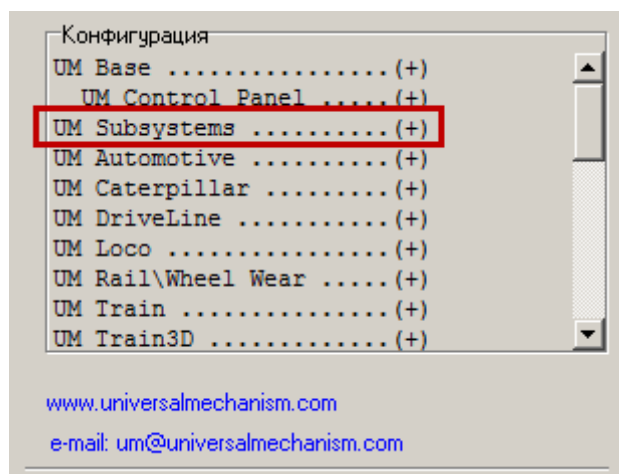 Конфигурация
UM Base ................(+)
UM Control Panel .....(+)
UM Subsystems ..........(+)
UM Automotive ..........(+)
UM Caterpillar .........(+)
UM DriveLine ...........(+)
UM Loco ................(+)
UM Rail\Wheel Wear .....(+)
UM Train ...............(+)
UM Train3D .............(+)
www.universalmechanism.com
e-mail: um@universalmechanism.com